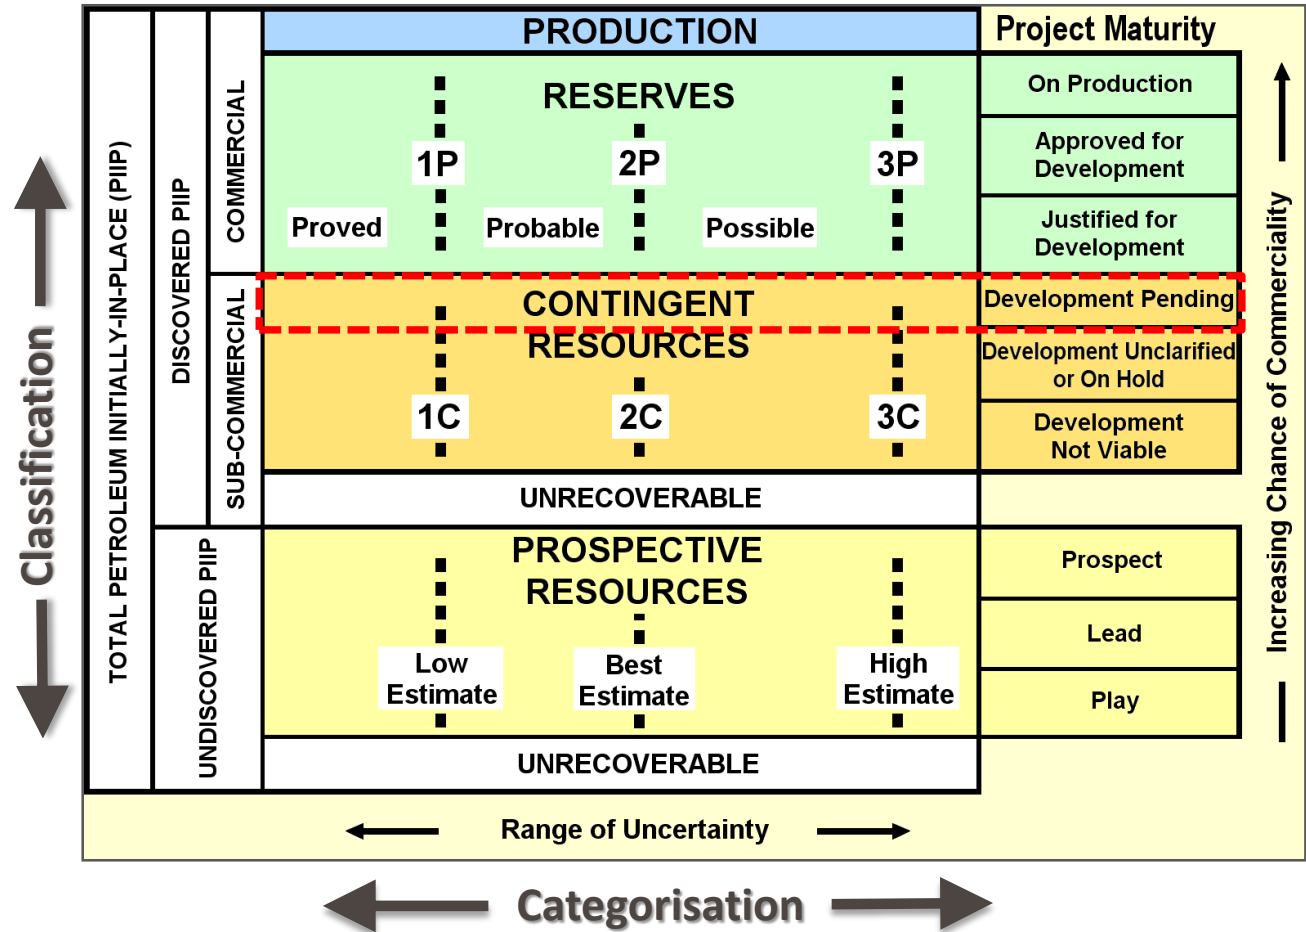 PRODUCTION
Project Maturity
Classification
TOTAL PETROLEUM INITIALLY-IN-PLACE (PIIP)
DISCOVERED PIIP
COMMERCIAL
RESERVES
1P
2P
3P
Proved
Probable
Possible
On Production
Approved for
Development
Justified for
Development
SUB-COMMERCIAL
CONTINGENT
RESOURCES
1C
2C
3C
Development Pending
Development Unclarified
or On Hold
Development
Not Viable
UNRECOVERABLE
UNDISCOVERED PIIP
PROSPECTIVE
RESOURCES
Low
Estimate
Best
Estimate
High
Estimate
Prospect
Lead
Play
UNRECOVERABLE
Increasing Chance of Commerciality
Range of Uncertainty
Categorisation